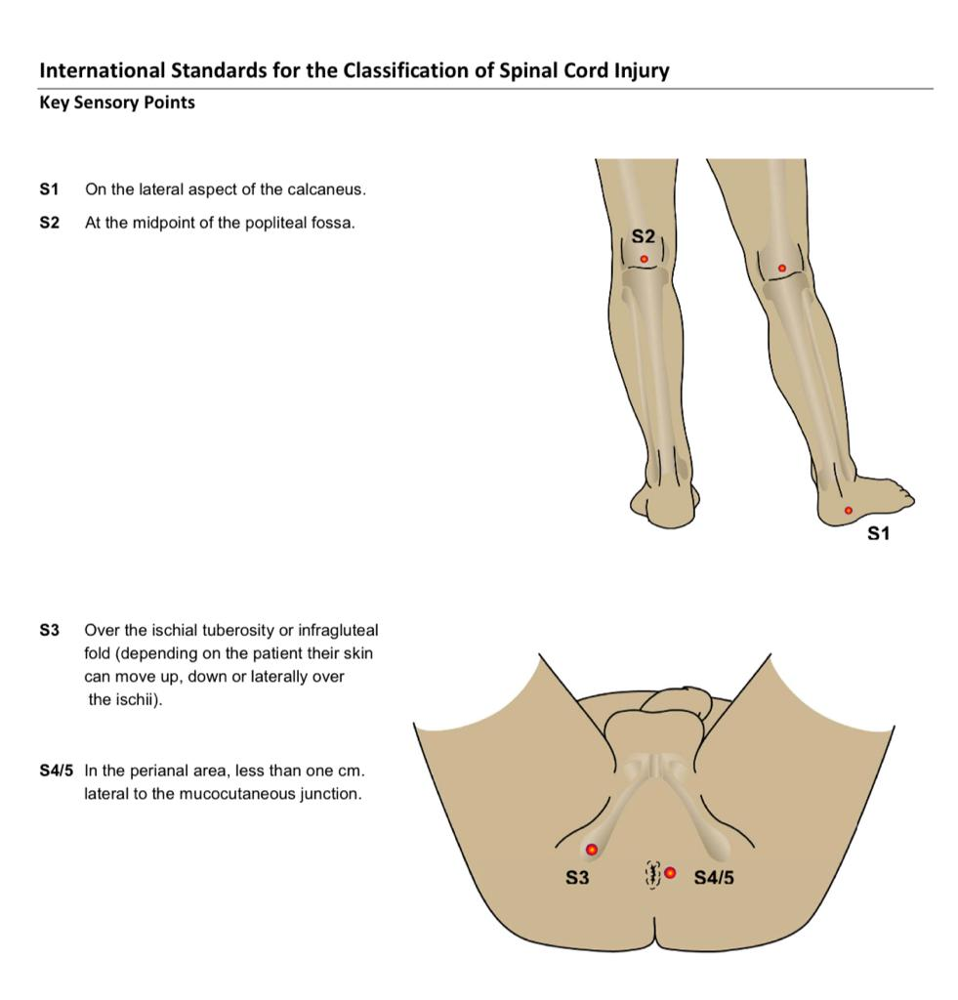 International Standards for the Classification of Spinal Cord Injury
Key Sensory Points
S1 On the lateral aspect of the calcaneus.
S2 At the midpoint of the popliteal fossa.
S2
S1
S3 Over the ischial tuberosity or infragluteal
fold (depending on the patient their skin
can move up, down or laterally over
the ischii).
S4/5 In the perianal area, less than one cm.
lateral to the mucocutaneous junction.
S3
S4/5